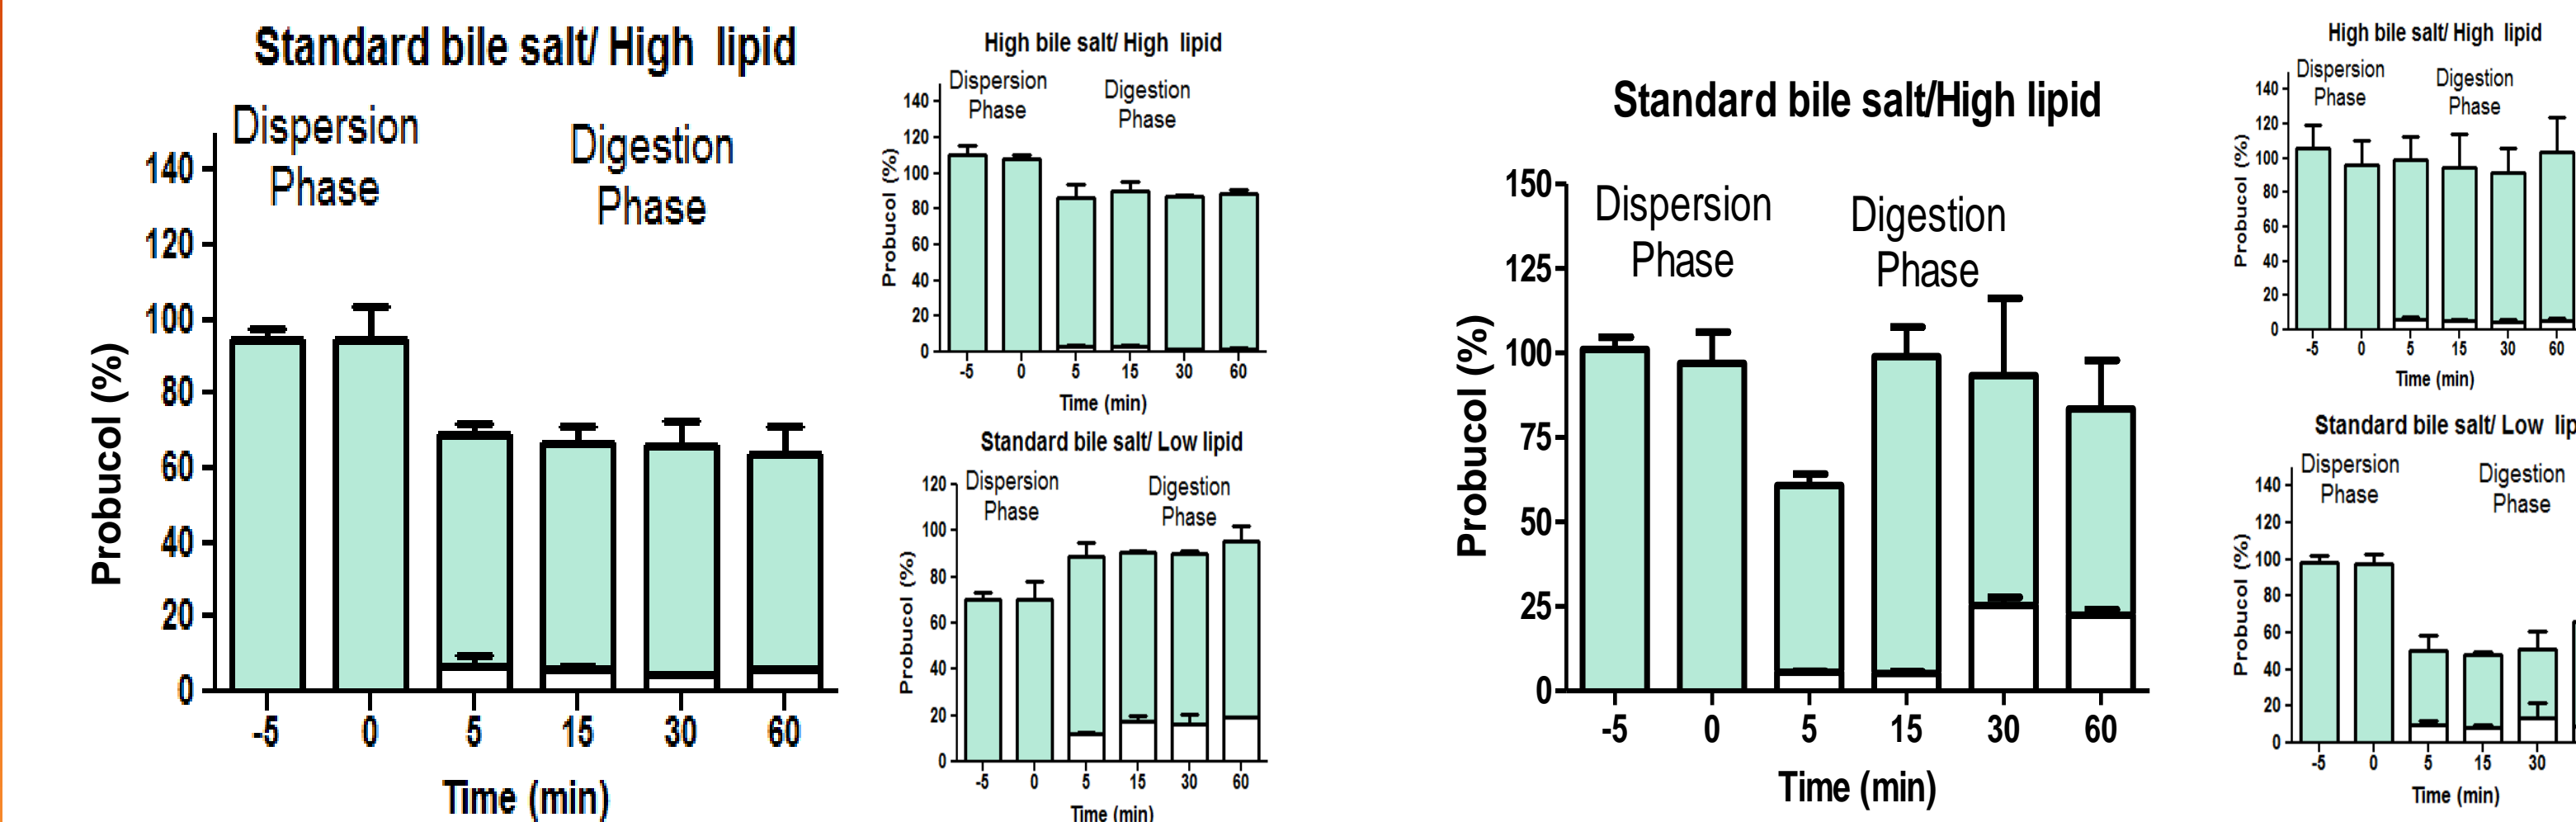 Standard bile salt/ High lipid
Dispersion
Phase
Digestion
Phase
140
120
100
80
60
40
20
0
Probucol (%)
-5 0 5 15 30 60
Time (min)
High bile salt/ High lipid
Dispersion
Phase
Digestion
Phase
140
120
100
80
60
40
20
0
Probucol (%)
-5 0 5 15 30 60
Time (min)
Standard bile salt/ Low lipid
Dispersion
Phase
Digestion
Phase
120
100
80
60
40
20
0
Probucol (%)
-5 0 5 15 30 60
Time (min)
Standard bile salt/High lipid
Dispersion
Phase
Digestion
Phase
150
125
100
75
50
25
0
Probucol (%)
-5 0 5 15 30 60
Time (min)
High bile salt/ High lipid
Dispersion
Phase
Digestion
Phase
140
120
100
80
60
40
20
0
Probucol (%)
-5 0 5 15 30 60
Time (min)
Standard bile salt/ Low lip
Dispersion
Phase
Digestion
Phase
140
120
100
80
60
40
20
0
Probucol (%)
-5 0 5 15 30
Time (min)